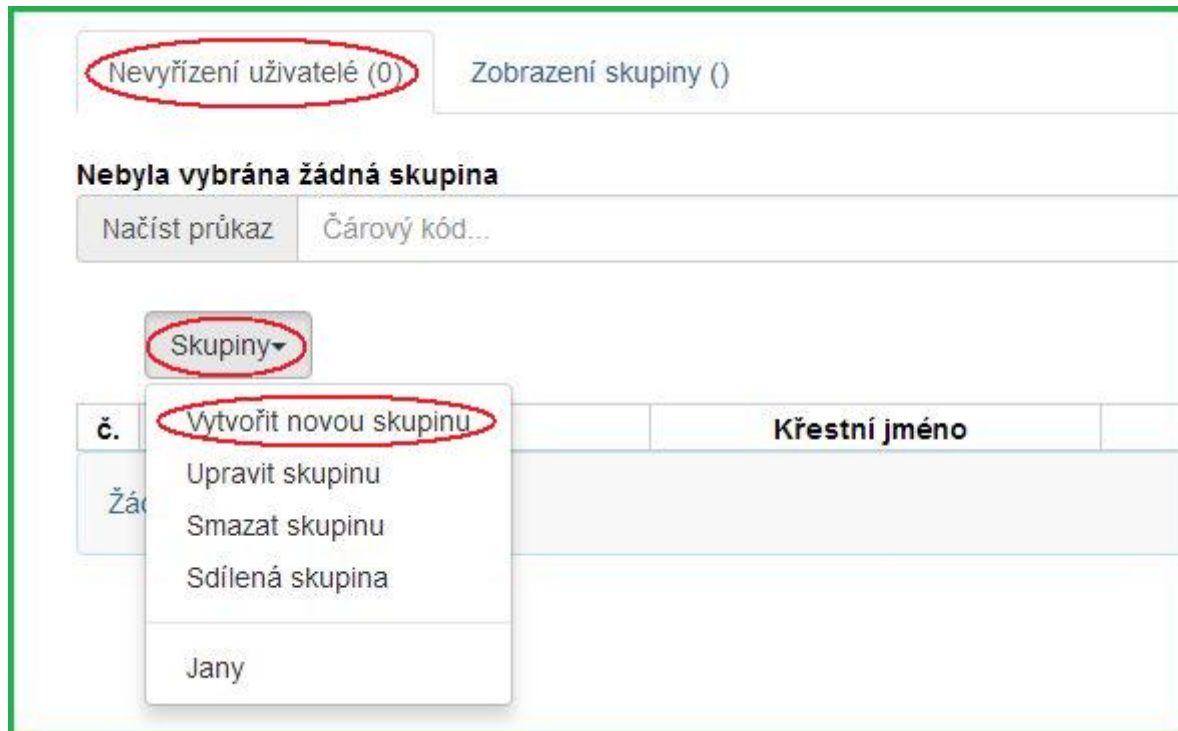 Nevyřízení uživatelé (0) Zobrazení skupiny ()
Nebyla vybrána žádná skupina
Načíst průkaz Čárový kód...
Skupiny
č. Křestní jméno
Vytvořit novou skupinu
Upravit skupinu
Smazat skupinu
Sdílená skupina
Jany